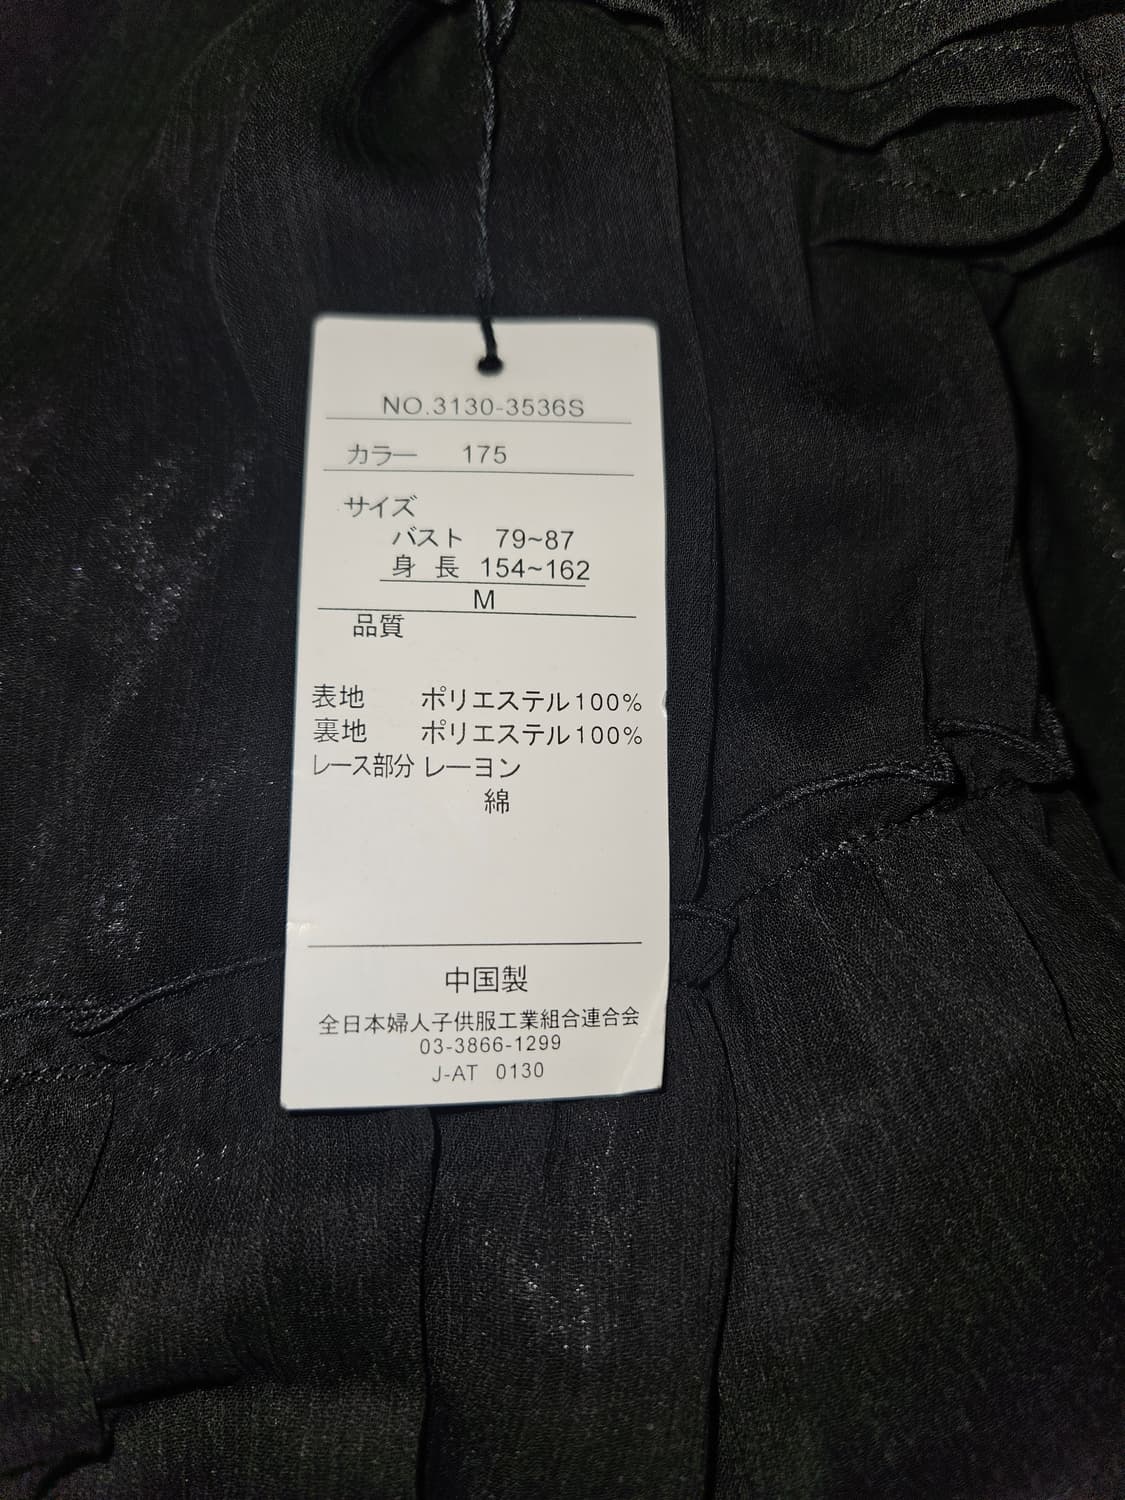 NO.3130-3536S
カラー 175
サイズ
バスト 79~87
身 長 154~162
M
品質
表地 ポリエステル100%
裏地 ポリエステル100%
レース部分 レーヨン
綿
中国製
全日本婦人子供服工業組合連合会
03-3866-1299
J-AT 0130